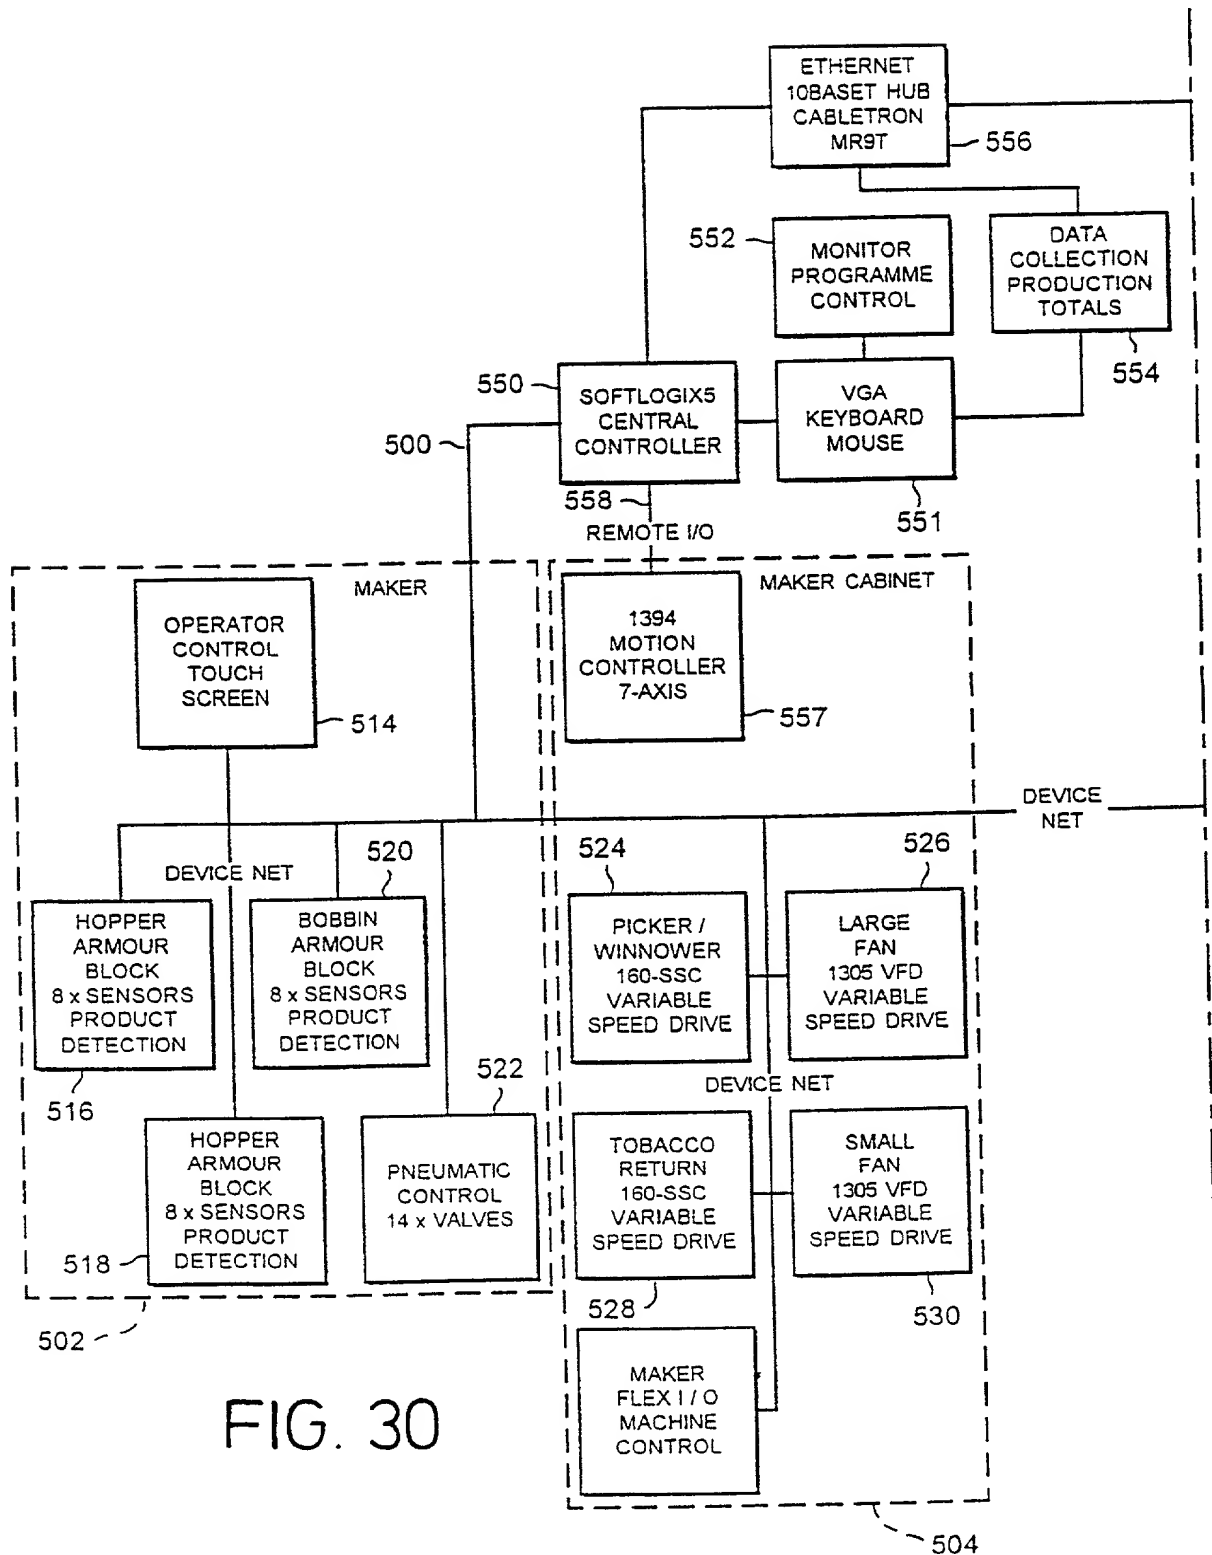 ETHERNET
10BASET HUB
CABLETRON
MR9T
556
552
MONITOR
PROGRAMME
CONTROL
DATA
COLLECTION
PRODUCTION
TOTALS
554
550
SOFTLOGIX5
CENTRAL
CONTROLLER
VGA
KEYBOARD
MOUSE
551
500
558
REMOTE I/O
MAKER
OPERATOR
CONTROL
TOUCH
SCREEN
514
MAKER CABINET
1394
MOTION
CONTROLLER
7-AXIS
557
DEVICE
NET
DEVICE NET
520
HOPPER
ARMOUR
BLOCK
8 x SENSORS
PRODUCT
DETECTION
516
BOBBIN
ARMOUR
BLOCK
8 x SENSORS
PRODUCT
DETECTION
524
PICKER /
WINNOWER
160-SSC
VARIABLE
SPEED DRIVE
526
LARGE
FAN
1305 VFD
VARIABLE
SPEED DRIVE
DEVICE NET
522
HOPPER
ARMOUR
BLOCK
8 x SENSORS
PRODUCT
DETECTION
518
PNEUMATIC
CONTROL
14 x VALVES
TOBACCO
RETURN
160-SSC
VARIABLE
SPEED DRIVE
528
SMALL
FAN
1305 VFD
VARIABLE
SPEED DRIVE
530
502
MAKER
FLEX I / O
MACHINE
CONTROL
504
FIG. 30